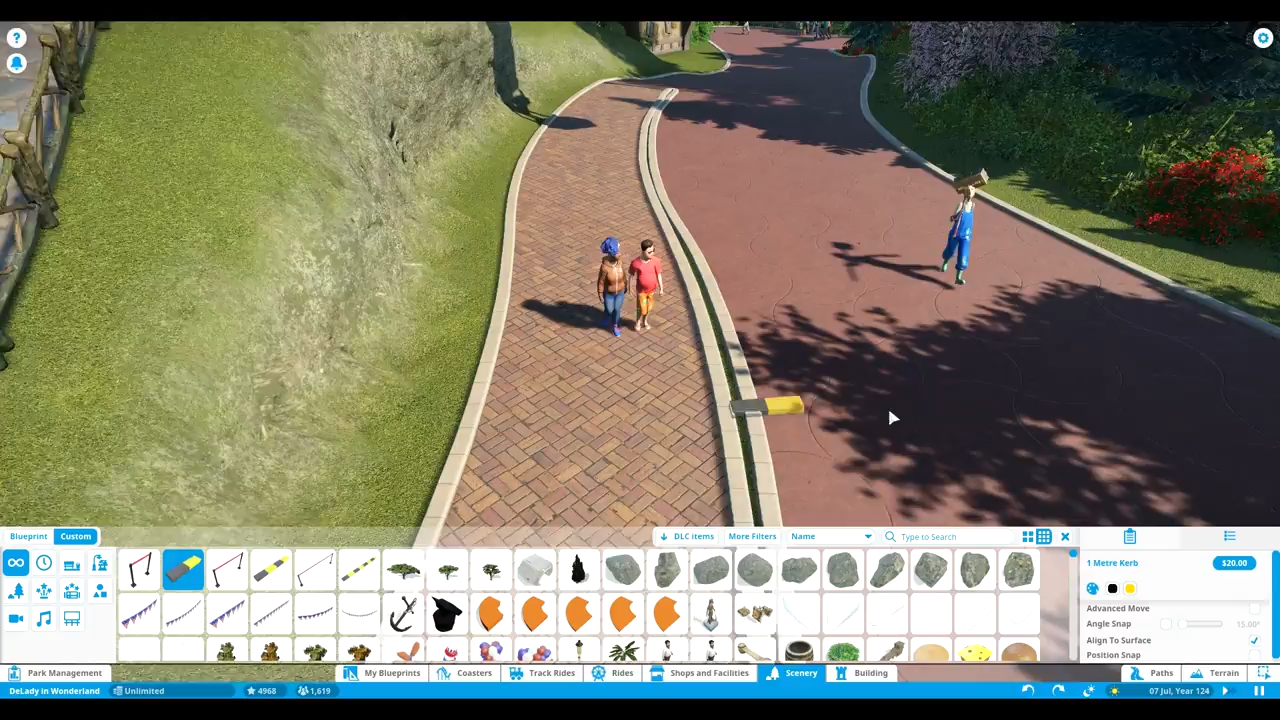 Blueprint Custom DLC items More Filters Name Type to Search
1 Metre Kerb $20.00
Advanced Move
Angle Snap 15.00°
Align To Surface
Position Snap
Park Management My Blueprints Coasters Track Rides Rides Shops and Facilities Scenery Building Paths Terrain
DeLady in Wonderland Unlimited 4968 1,619 07 Jul, Year 124